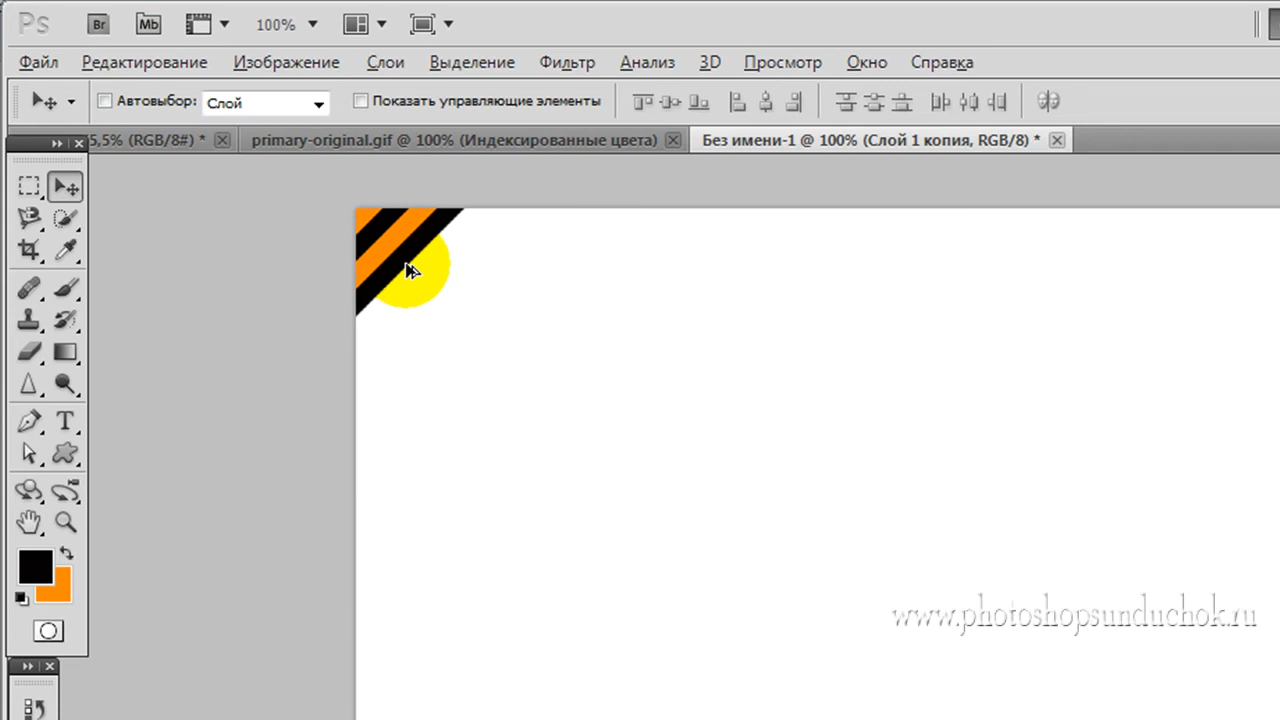 Ps Br Mb 100%
Файл Редактирование Изображение Слои Выделение Фильтр Анализ 3D Просмотр Окно Справка
Автовыбор: Слой Показать управляющие элементы
5,5% (RGB/8#) * primary-original.gif @ 100% (Индексированные цвета) Без имени-1 @ 100% (Слой 1 копия, RGB/8) *
T
www.photoshopsunduchok.ru